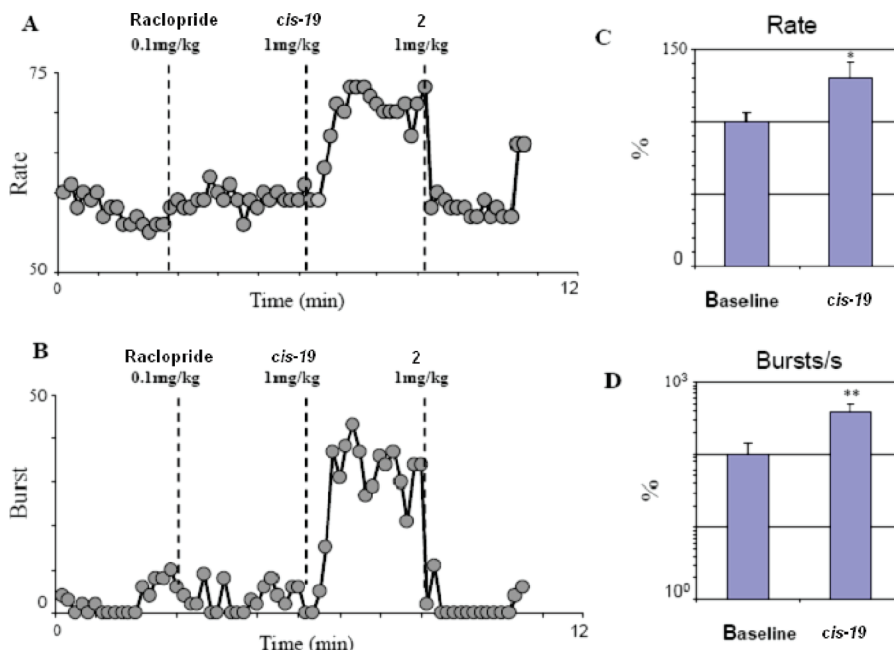 A
Raclopride cis-19 2
0.1mg/kg 1mg/kg 1mg/kg
75
Rate
50
0 12
Time (min)
B
Raclopride cis-19 2
0.1mg/kg 1mg/kg 1mg/kg
50
Burst
0
0 12
Time (min)
C
Rate
150
*
%
0
Baseline cis-19
D
Bursts/s
10³
**
%
10⁰
Baseline cis-19